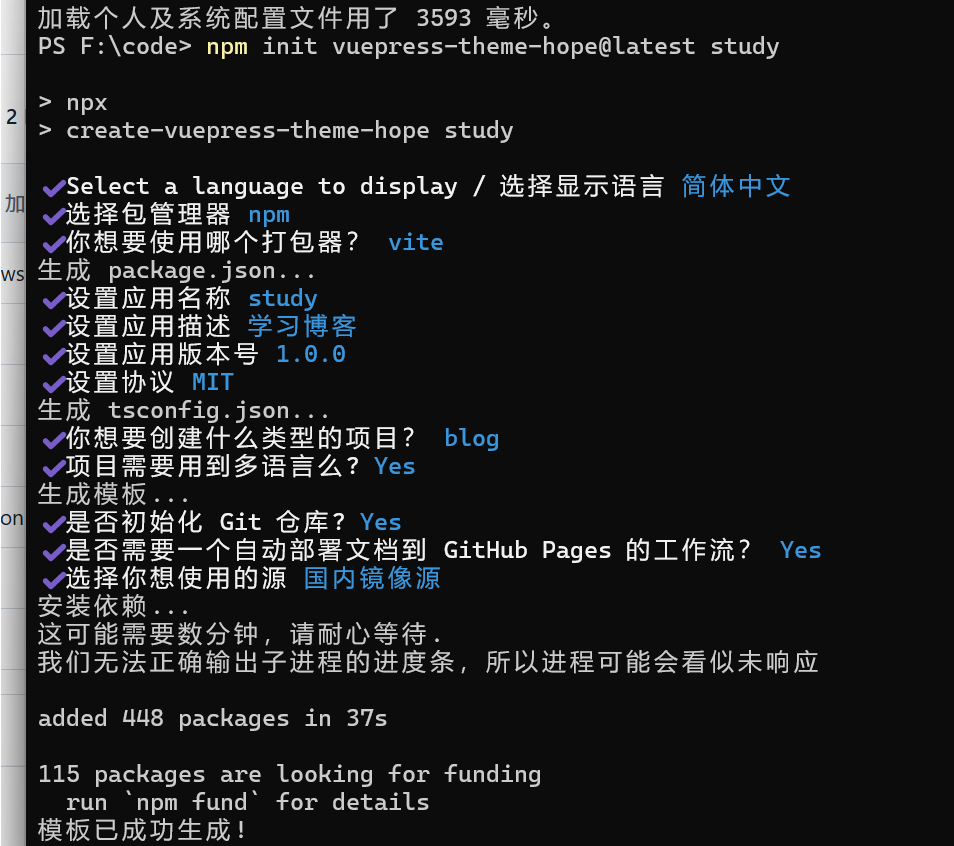 加载个人及系统配置文件用了 3593 毫秒。
PS F:\code> npm init vuepress-theme-hope@latest study
> npx
> create-vuepress-theme-hope study
Select a language to display / 选择显示语言 简体中文
选择包管理器 npm
你想要使用哪个打包器？ vite
生成 package.json...
设置应用名称 study
设置应用描述 学习博客
设置应用版本号 1.0.0
设置协议 MIT
生成 tsconfig.json...
你想要创建什么类型的项目？ blog
项目需要用到多语言么? Yes
生成模板...
是否初始化 Git 仓库? Yes
是否需要一个自动部署文档到 GitHub Pages 的工作流？ Yes
选择你想使用的源 国内镜像源
安装依赖...
这可能需要数分钟，请耐心等待.
我们无法正确输出子进程的进度条，所以进程可能会看似未响应
added 448 packages in 37s
115 packages are looking for funding
run `npm fund` for details
模板已成功生成!
2
加
ws
on